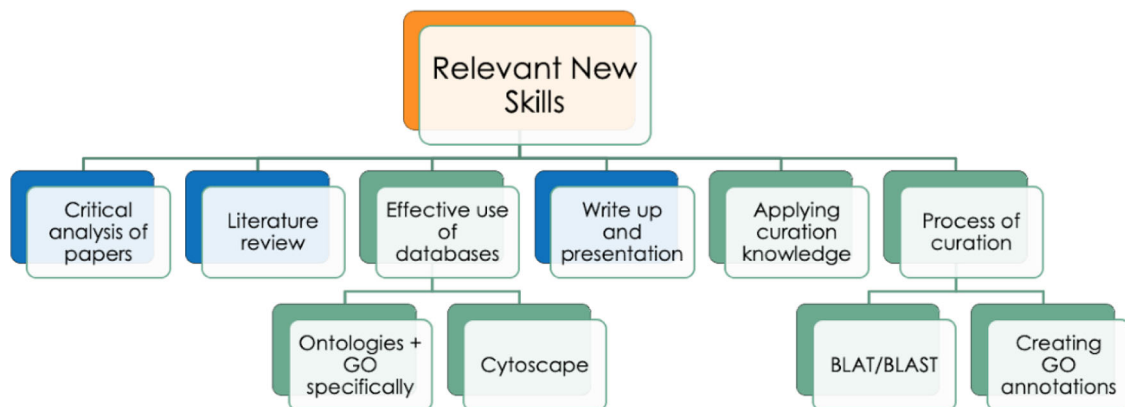 Relevant New
Skills
Critical
analysis of
papers
Literature
review
Effective use
of
databases
Write up
and
presentation
Applying
curation
knowledge
Process of
curation
Ontologies +
GO
specifically
Cytoscape
BLAT/BLAST
Creating
GO
annotations